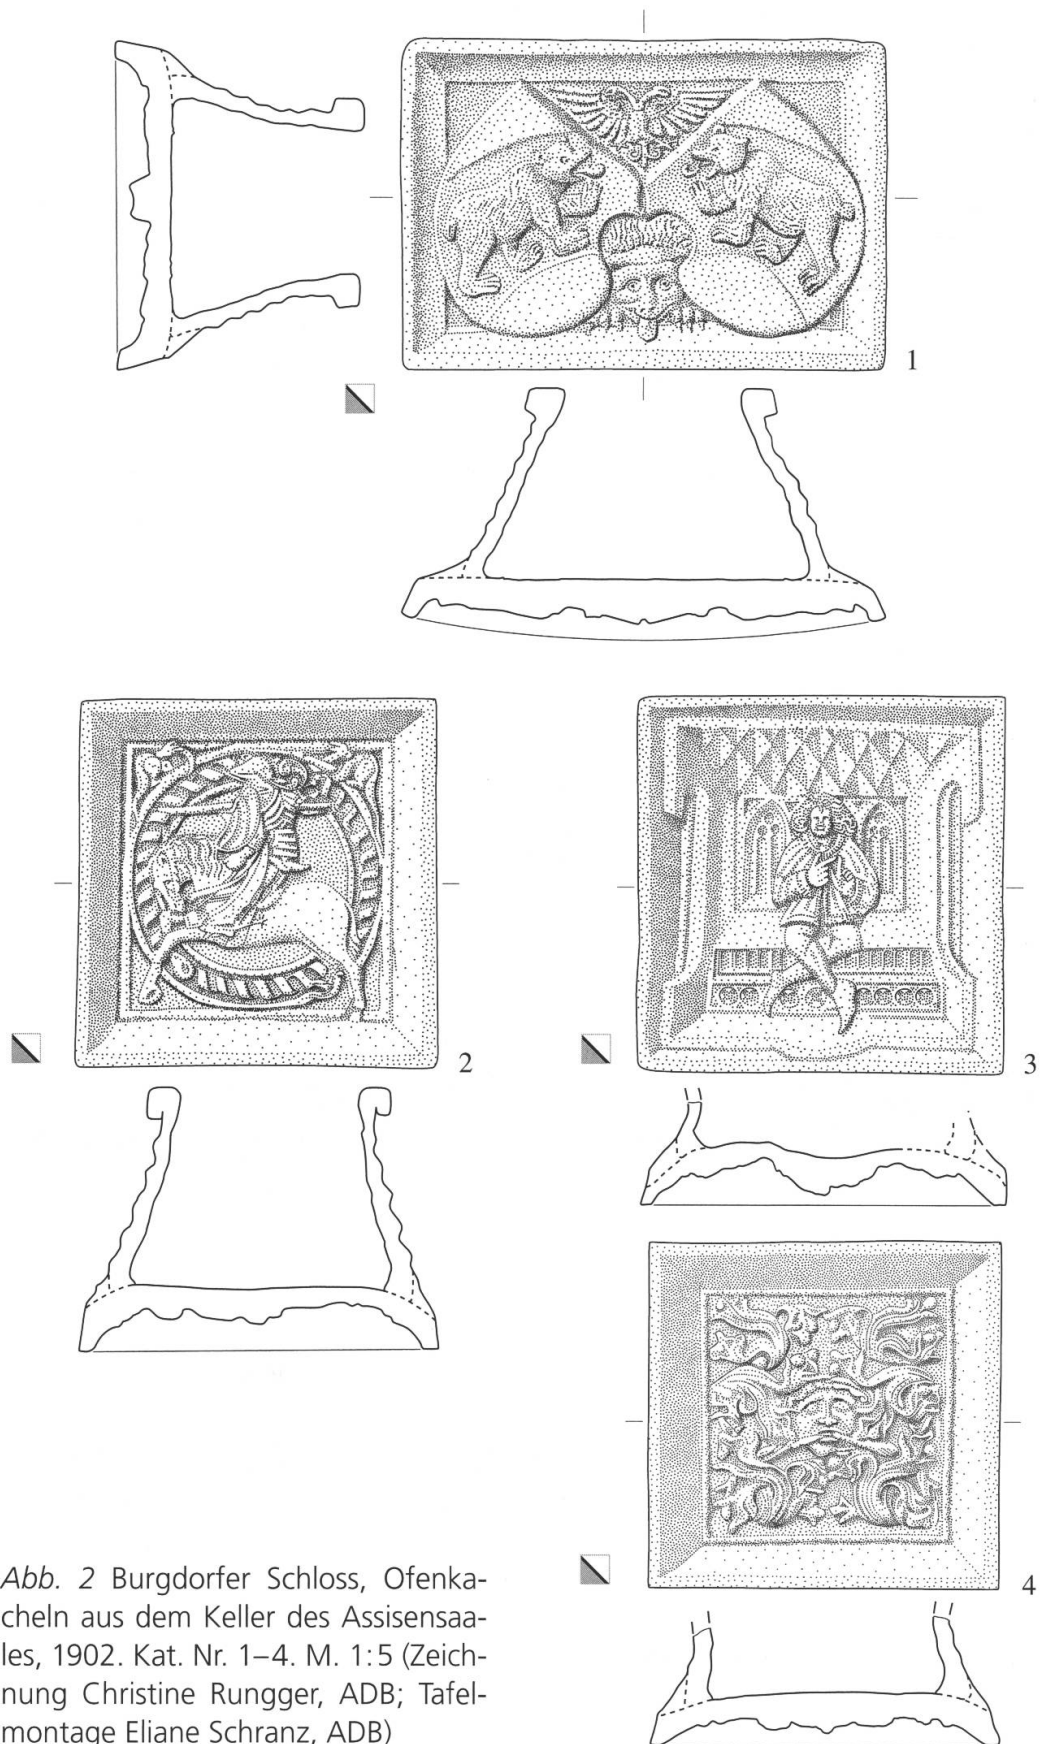 1
2
3
4
Abb. 2 Burgdorfer Schloss, Ofenka-
cheln aus dem Keller des Assisensaa-
les, 1902. Kat. Nr. 1–4. M. 1:5 (Zeich-
nung Christine Rungger, ADB; Tafel-
montage Eliane Schranz, ADB)